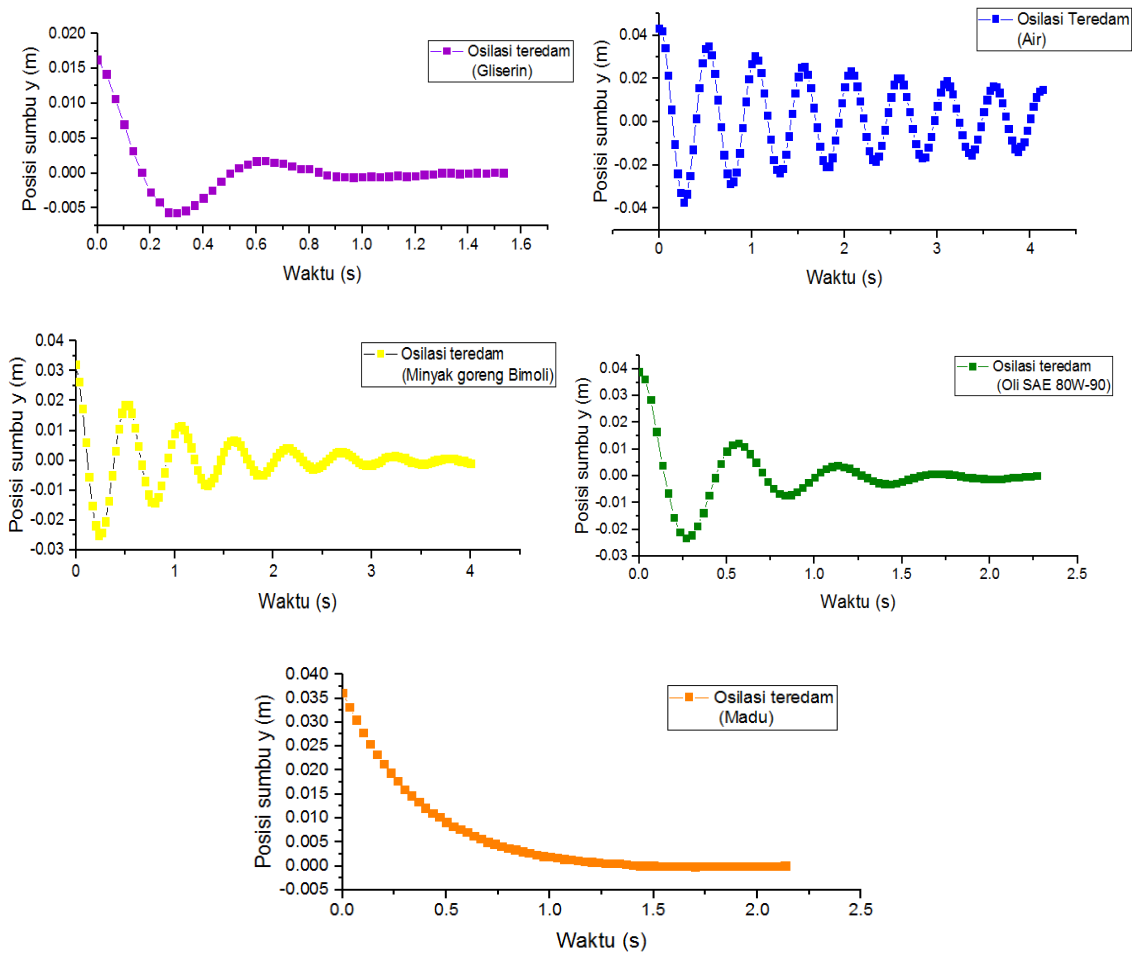 Osilasi teredam
(Gliserin)
Posisi sumbu y (m)
0.020
0.015
0.010
0.005
0.000
-0.005
0.0 0.2 0.4 0.6 0.8 1.0 1.2 1.4 1.6
Waktu (s)
Osilasi Teredam
(Air)
Posisi sumbu y (m)
0.04
0.02
0.00
-0.02
-0.04
0 1 2 3 4
Waktu (s)
Osilasi teredam
(Minyak goreng Bimoli)
Posisi sumbu y (m)
0.04
0.03
0.02
0.01
0.00
-0.01
-0.02
-0.03
0 1 2 3 4
Waktu (s)
Osilasi teredam
(Oli SAE 80W-90)
Posisi sumbu y (m)
0.04
0.03
0.02
0.01
0.00
-0.01
-0.02
-0.03
0.0 0.5 1.0 1.5 2.0 2.5
Waktu (s)
Osilasi teredam
(Madu)
Posisi sumbu y (m)
0.040
0.035
0.030
0.025
0.020
0.015
0.010
0.005
0.000
-0.005
0.0 0.5 1.0 1.5 2.0 2.5
Waktu (s)